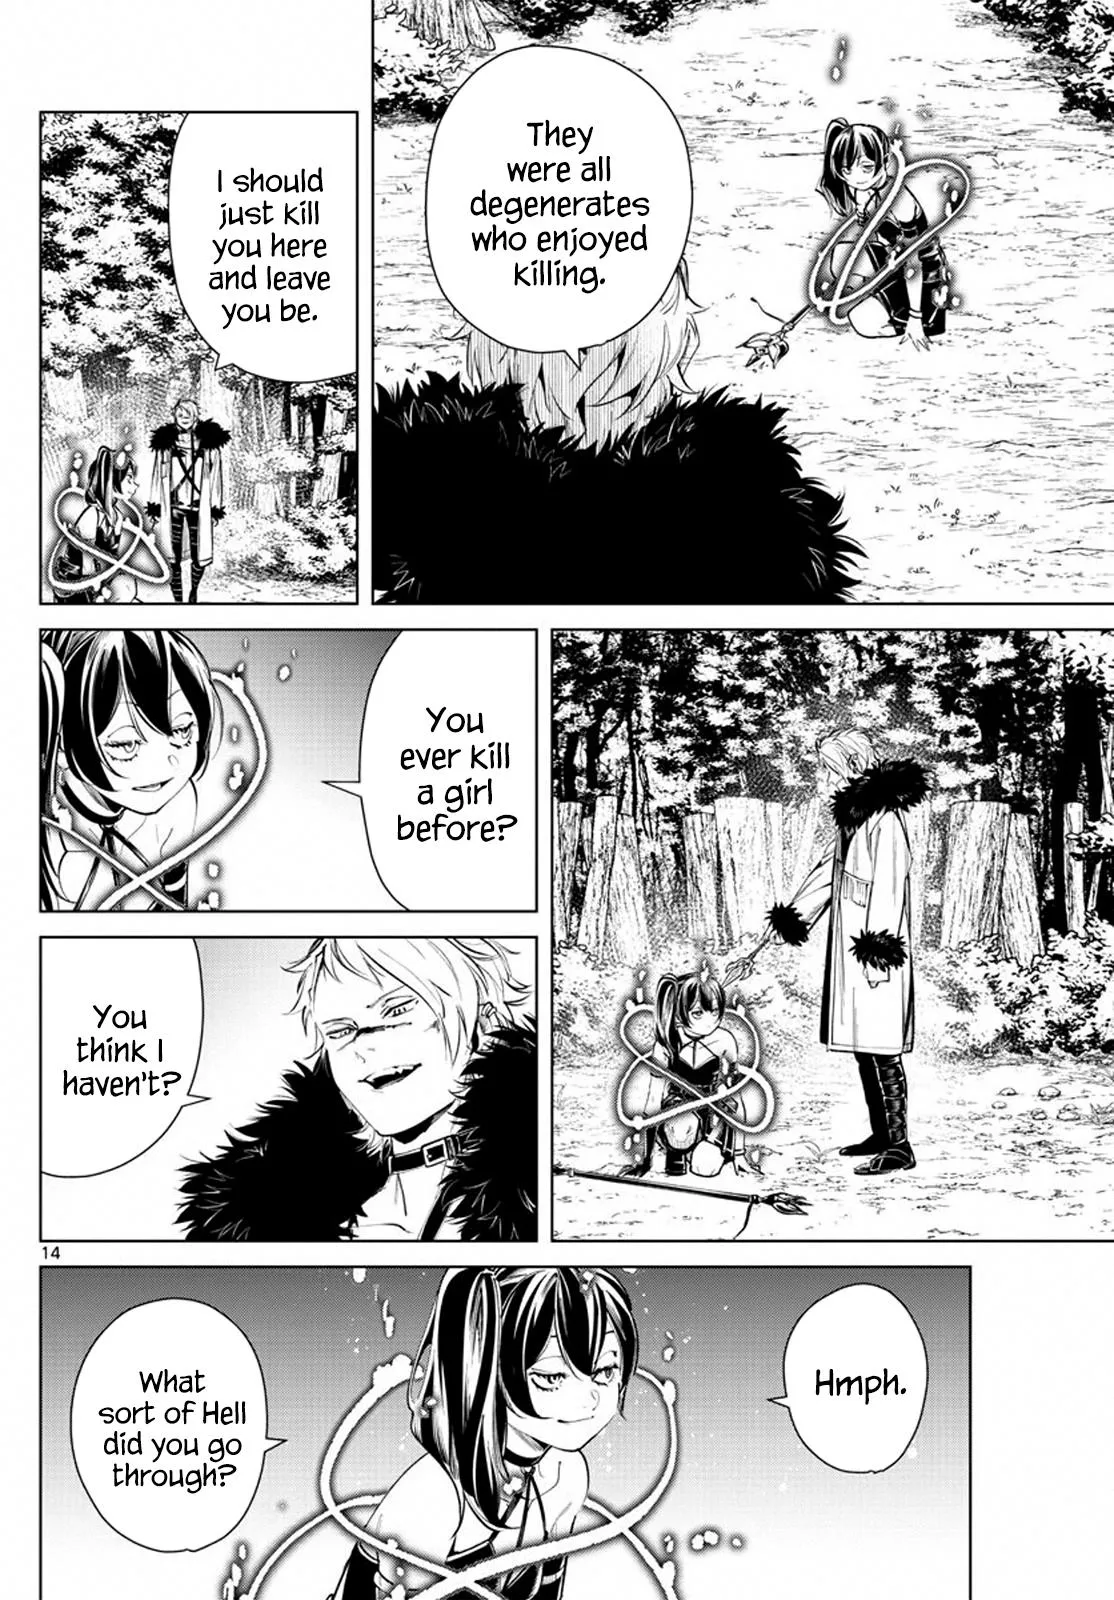 They
were all
degenerates
who enjoyed
killing.
I should
just kill
you here
and leave
you be.
You
ever kill
a girl
before?
You
think I
haven't?
14
Hmph.
What
sort of Hell
did you go
through?